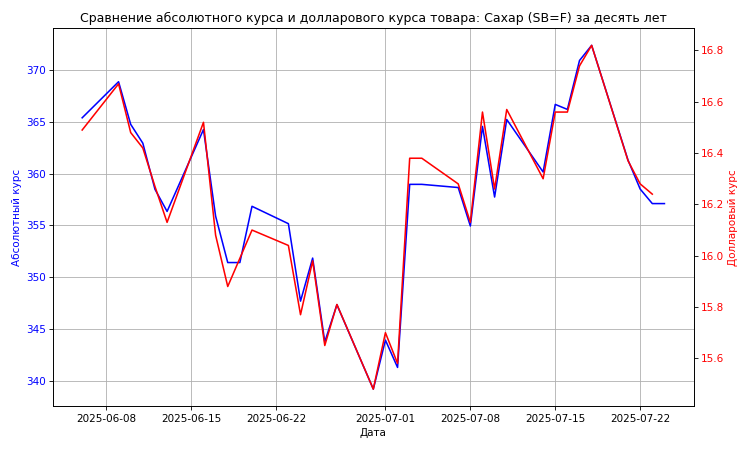 Сравнение абсолютного курса и долларового курса товара: Сахар (SB=F) за десять лет
Абсолютный курс
370
365
360
355
350
345
340
16.8
16.6
16.4
16.2
16.0
15.8
15.6
Долларовый курс
2025-06-08 2025-06-15 2025-06-22 2025-07-01 2025-07-08 2025-07-15 2025-07-22
Дата